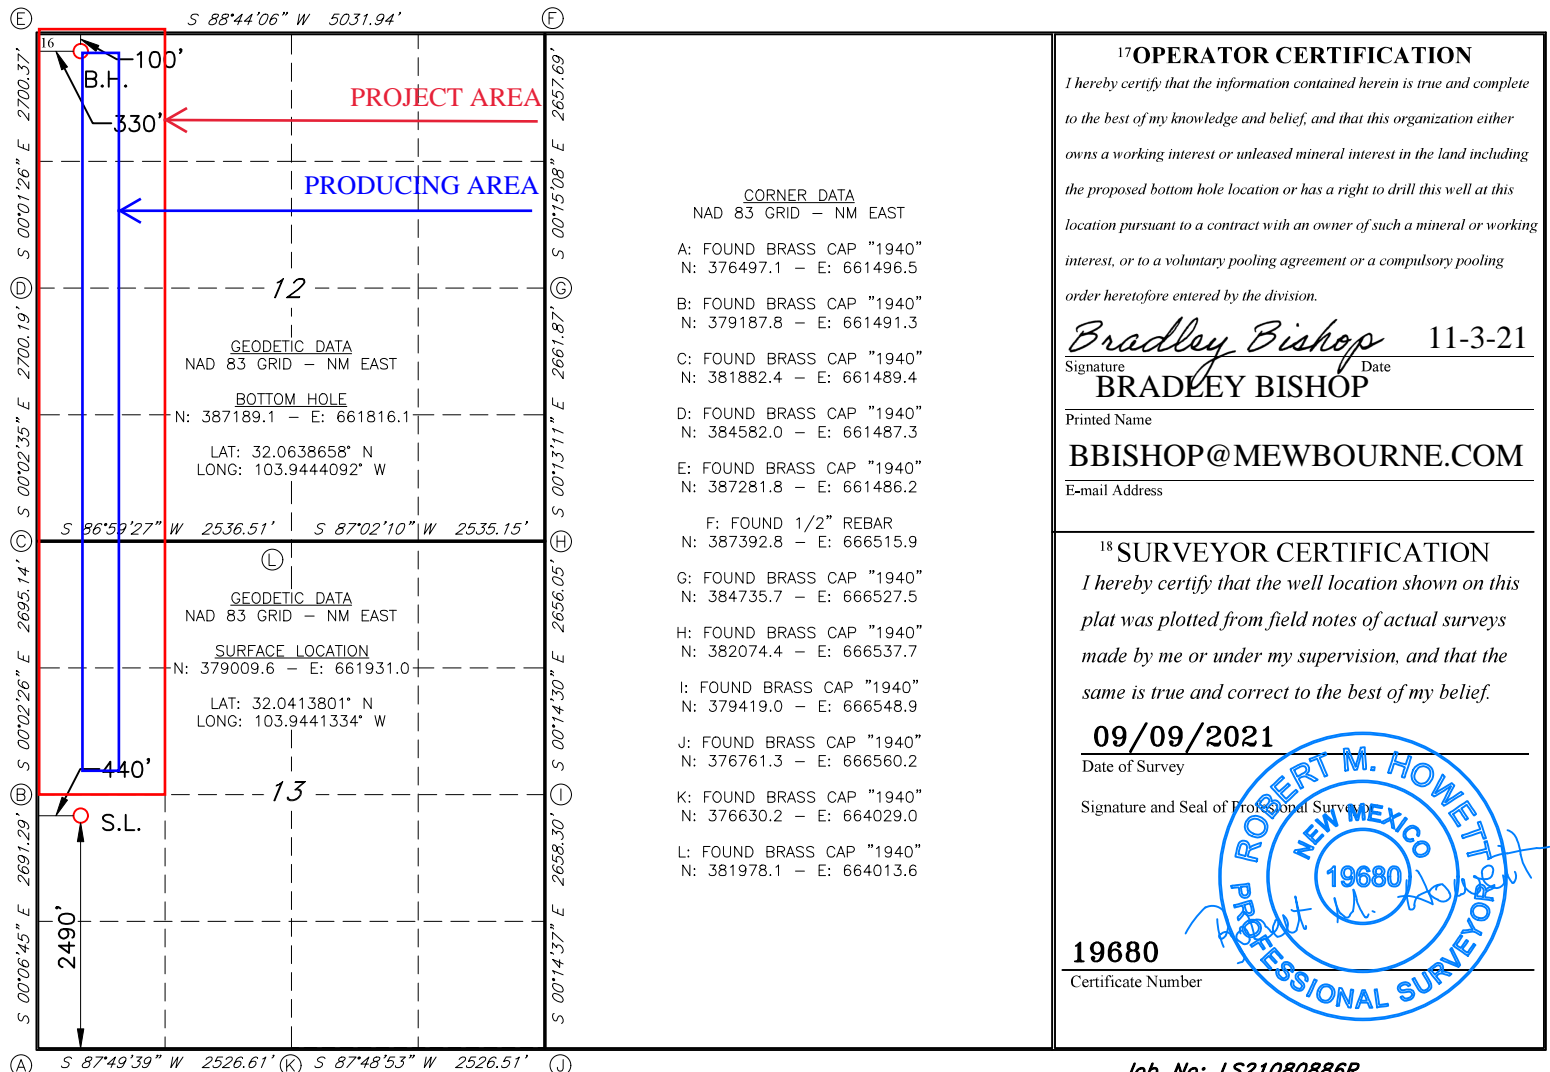 E S 88°44'06" W 5031.94' F
16
100'
B.H.
330'
PROJECT AREA
PRODUCING AREA
S 00°01'26" E 2700.37'
S 00°15'08" E 2657.69'
D 12 G
GEODETIC DATA
NAD 83 GRID – NM EAST
BOTTOM HOLE
N: 387189.1 – E: 661816.1
LAT: 32.0638658° N
LONG: 103.9444092° W
S 00°02'35" E 2700.19'
S 00°13'11" E 2661.87'
S 86°59'27" W 2536.51' S 87°02'10" W 2535.15'
C H
L
GEODETIC DATA
NAD 83 GRID – NM EAST
SURFACE LOCATION
N: 379009.6 – E: 661931.0
LAT: 32.0413801° N
LONG: 103.9441334° W
S 00°02'26" E 2695.14'
S 00°14'30" E 2656.05'
440'
B 13 I
S.L.
2490'
S 00°06'45" E 2691.29'
S 00°14'37" E 2658.30'
A S 87°49'39" W 2526.61' K S 87°48'53" W 2526.51' J
CORNER DATA
NAD 83 GRID – NM EAST
A: FOUND BRASS CAP "1940"
N: 376497.1 – E: 661496.5
B: FOUND BRASS CAP "1940"
N: 379187.8 – E: 661491.3
C: FOUND BRASS CAP "1940"
N: 381882.4 – E: 661489.4
D: FOUND BRASS CAP "1940"
N: 384582.0 – E: 661487.3
E: FOUND BRASS CAP "1940"
N: 387281.8 – E: 661486.2
F: FOUND 1/2" REBAR
N: 387392.8 – E: 666515.9
G: FOUND BRASS CAP "1940"
N: 384735.7 – E: 666527.5
H: FOUND BRASS CAP "1940"
N: 382074.4 – E: 666537.7
I: FOUND BRASS CAP "1940"
N: 379419.0 – E: 666548.9
J: FOUND BRASS CAP "1940"
N: 376761.3 – E: 666560.2
K: FOUND BRASS CAP "1940"
N: 376630.2 – E: 664029.0
L: FOUND BRASS CAP "1940"
N: 381978.1 – E: 664013.6
17 OPERATOR CERTIFICATION
I hereby certify that the information contained herein is true and complete
to the best of my knowledge and belief, and that this organization either
owns a working interest or unleased mineral interest in the land including
the proposed bottom hole location or has a right to drill this well at this
location pursuant to a contract with an owner of such a mineral or working
interest, or to a voluntary pooling agreement or a compulsory pooling
order heretofore entered by the division.
Bradley Bishop 11-3-21
Signature Date
BRADLEY BISHOP
Printed Name
BBISHOP@MEWBOURNE.COM
E-mail Address
18 SURVEYOR CERTIFICATION
I hereby certify that the well location shown on this
plat was plotted from field notes of actual surveys
made by me or under my supervision, and that the
same is true and correct to the best of my belief.
09/09/2021
Date of Survey
Signature and Seal of Professional Surveyor
ROBERT M. HOWETT
NEW MEXICO
19680
PROFESSIONAL SURVEYOR
Robert M. Howett
19680
Certificate Number
Job No: LS21080886R